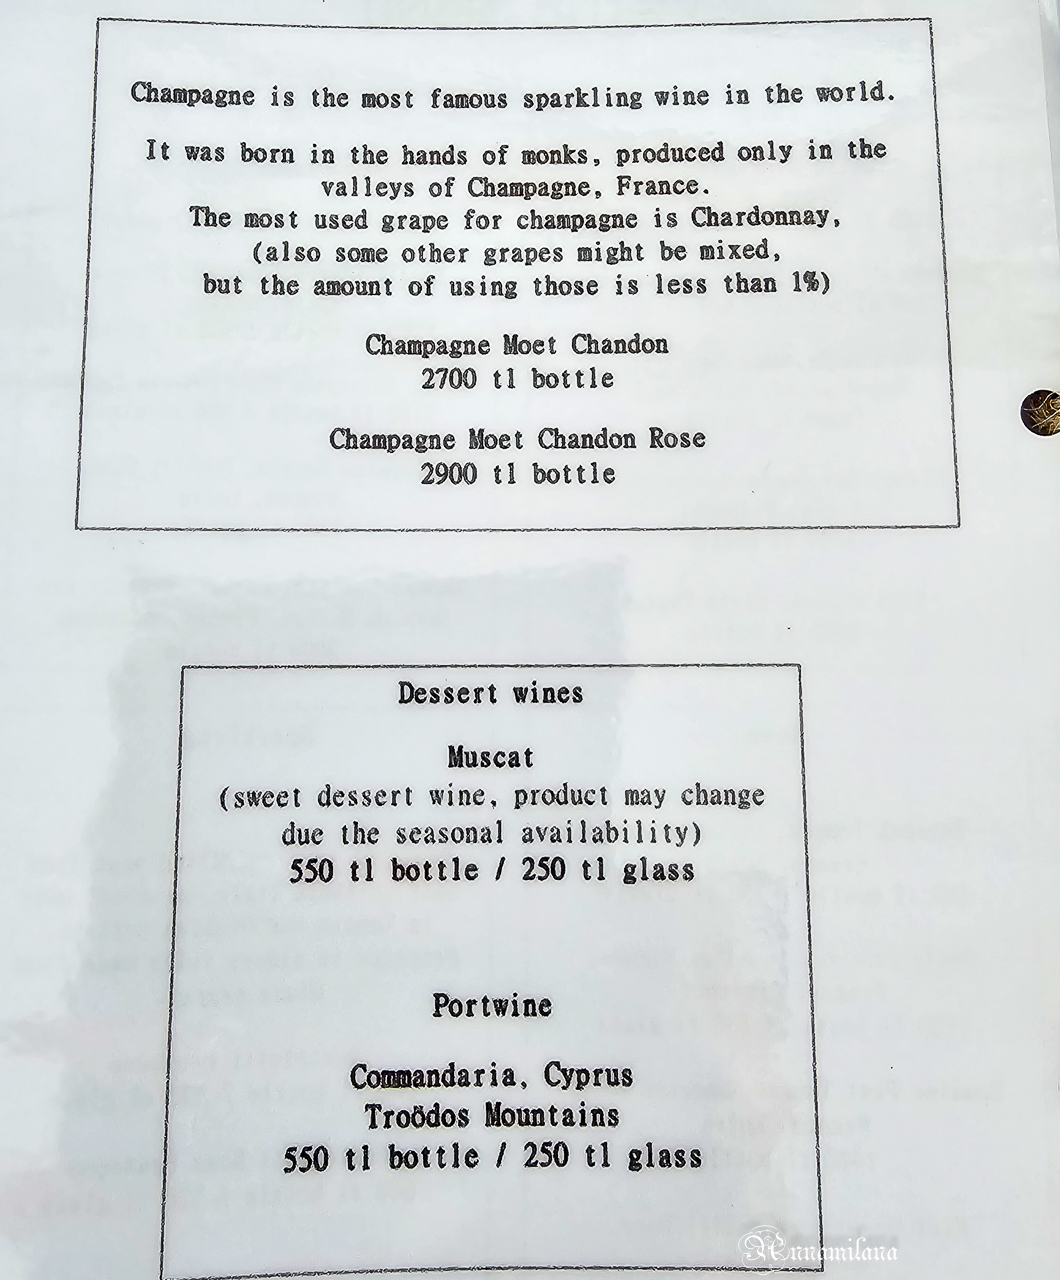 Champagne is the most famous sparkling wine in the world.
It was born in the hands of monks, produced only in the
valleys of Champagne, France.
The most used grape for champagne is Chardonnay,
(also some other grapes might be mixed,
but the amount of using those is less than 1%)
Champagne Moet Chandon
2700 tl bottle
Champagne Moet Chandon Rose
2900 tl bottle
Dessert wines
Muscat
(sweet dessert wine, product may change
due the seasonal availability)
550 tl bottle / 250 tl glass
Portwine
Commandaria, Cyprus
Troödos Mountains
550 tl bottle / 250 tl glass
Annamilana